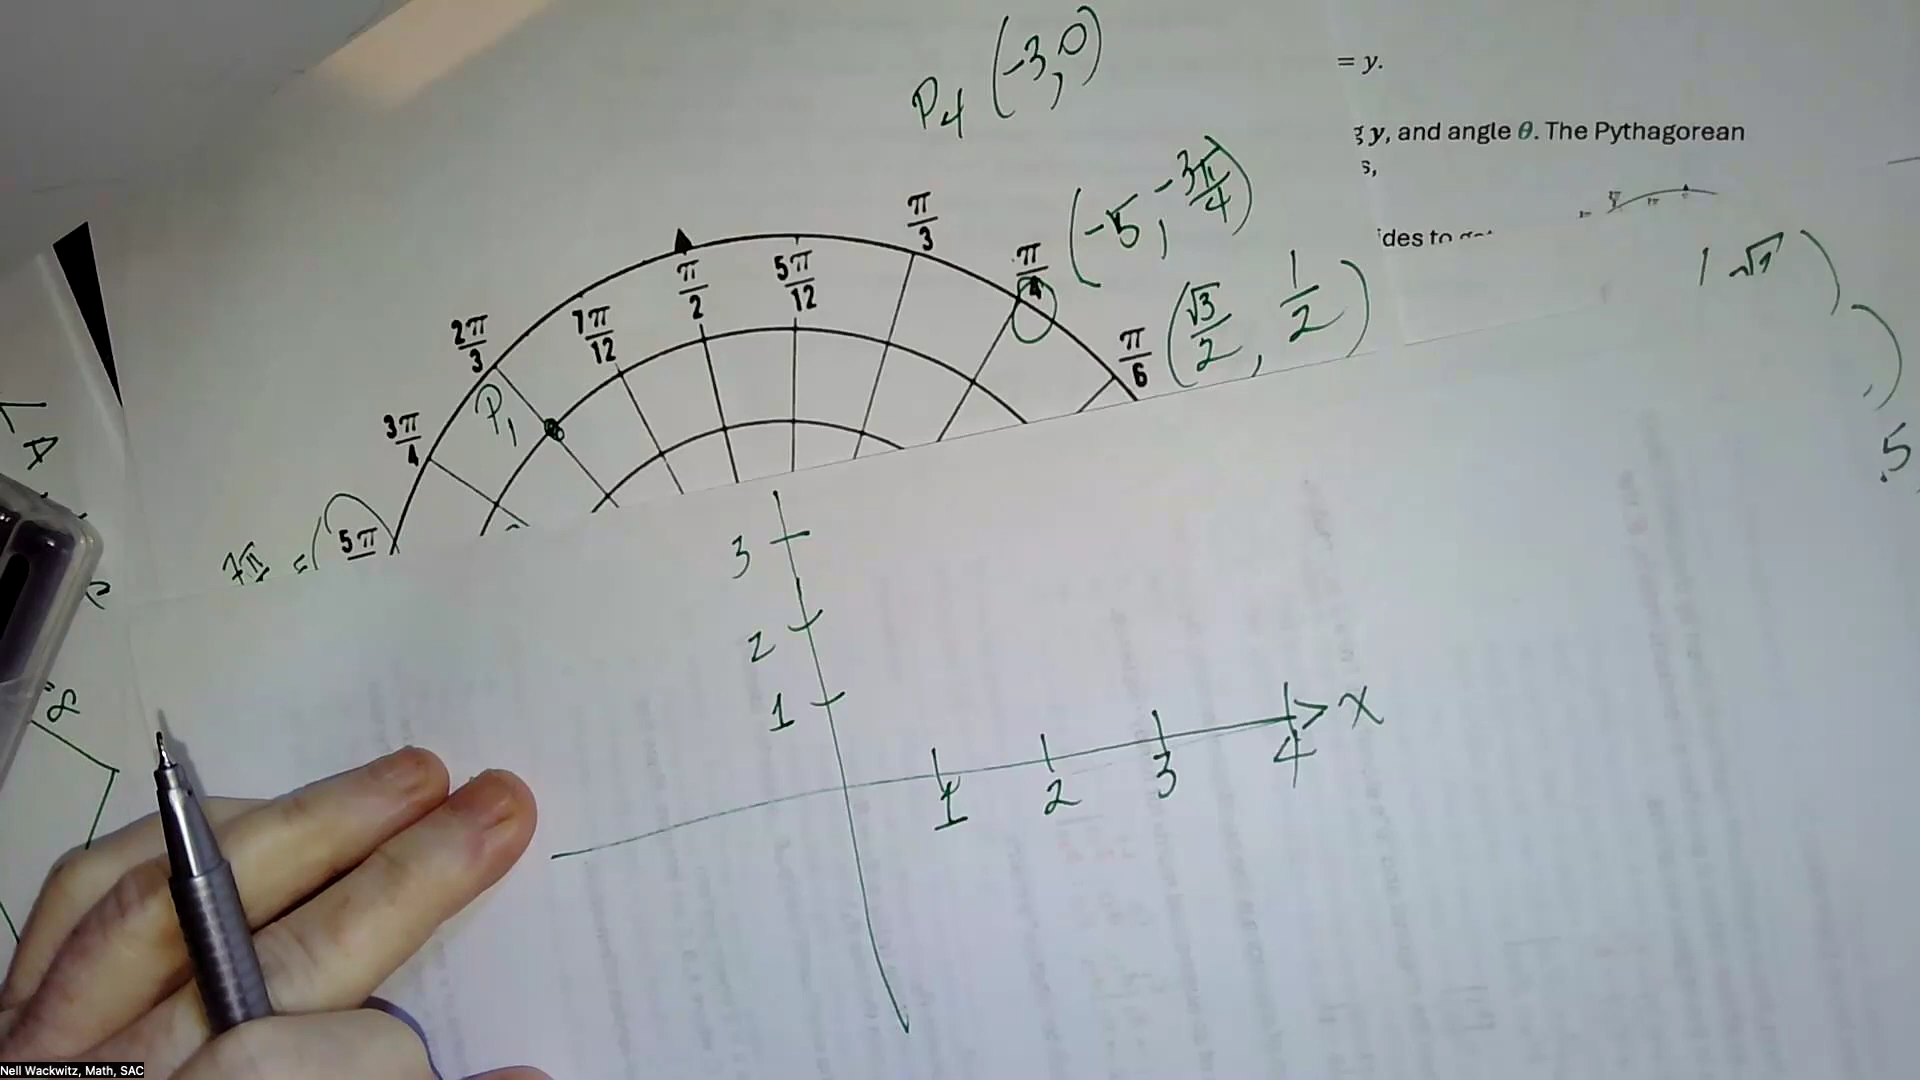 P4 (-3, 0)
= y.
g y, and angle θ. The Pythagorean
s,
ides to
π/3
(-5, -3π/4)
π/4
π/2
5π/12
(√3/2, 1/2)
π/6
2π/3
7π/12
P1
3π/4
5π
5
3
2
1
x
1 2 3 4
8
Nell Wackwitz, Math, SAC